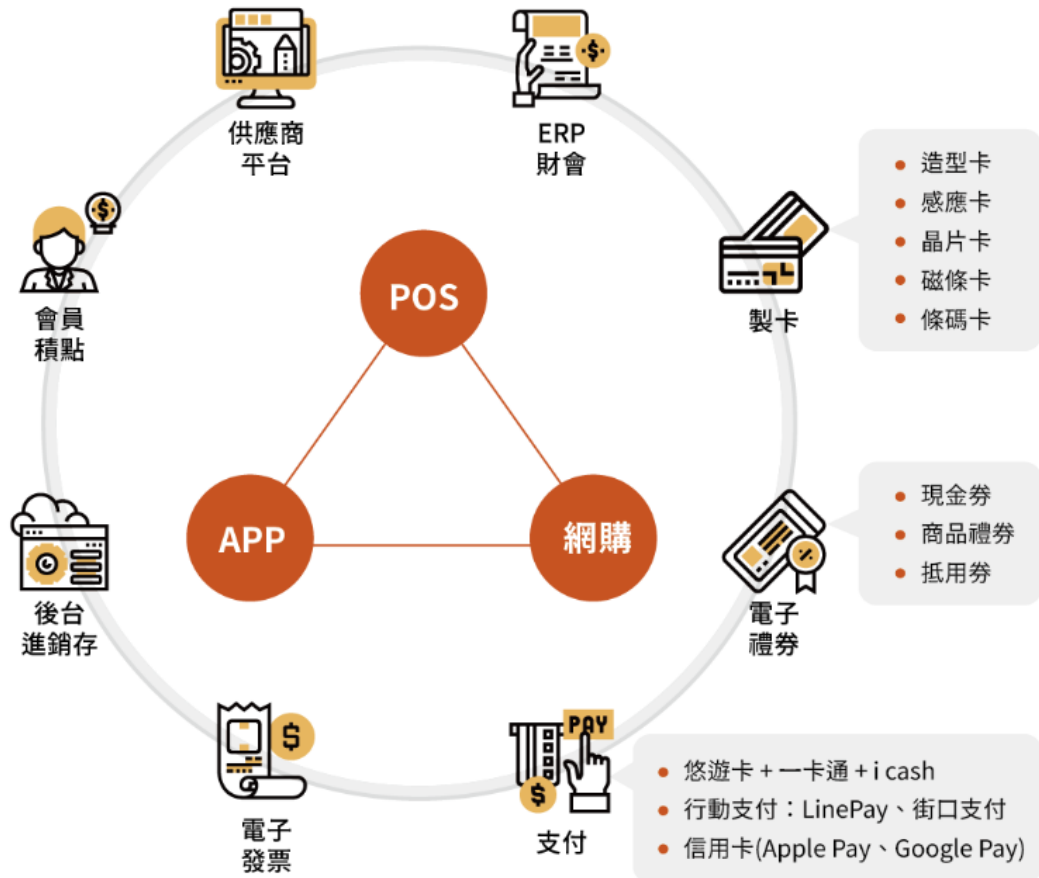 供應商
平台
ERP
財會
造型卡
感應卡
晶片卡
磁條卡
條碼卡
製卡
會員
積點
POS
APP
網購
現金券
商品禮券
抵用券
電子
禮券
後台
進銷存
電子
發票
PAY
支付
悠遊卡 + 一卡通 + i cash
行動支付：LinePay、街口支付
信用卡(Apple Pay、Google Pay)